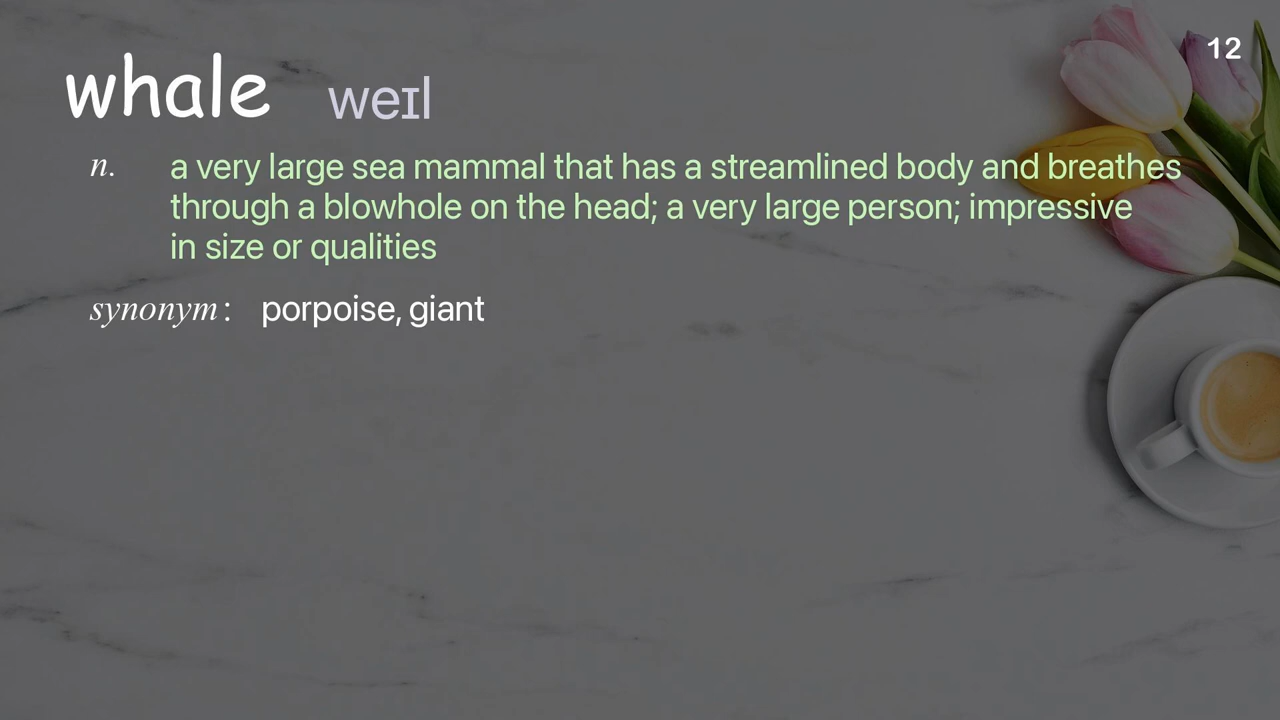 12
whale weɪl
n. a very large sea mammal that has a streamlined body and breathes
through a blowhole on the head; a very large person; impressive
in size or qualities
synonym: porpoise, giant